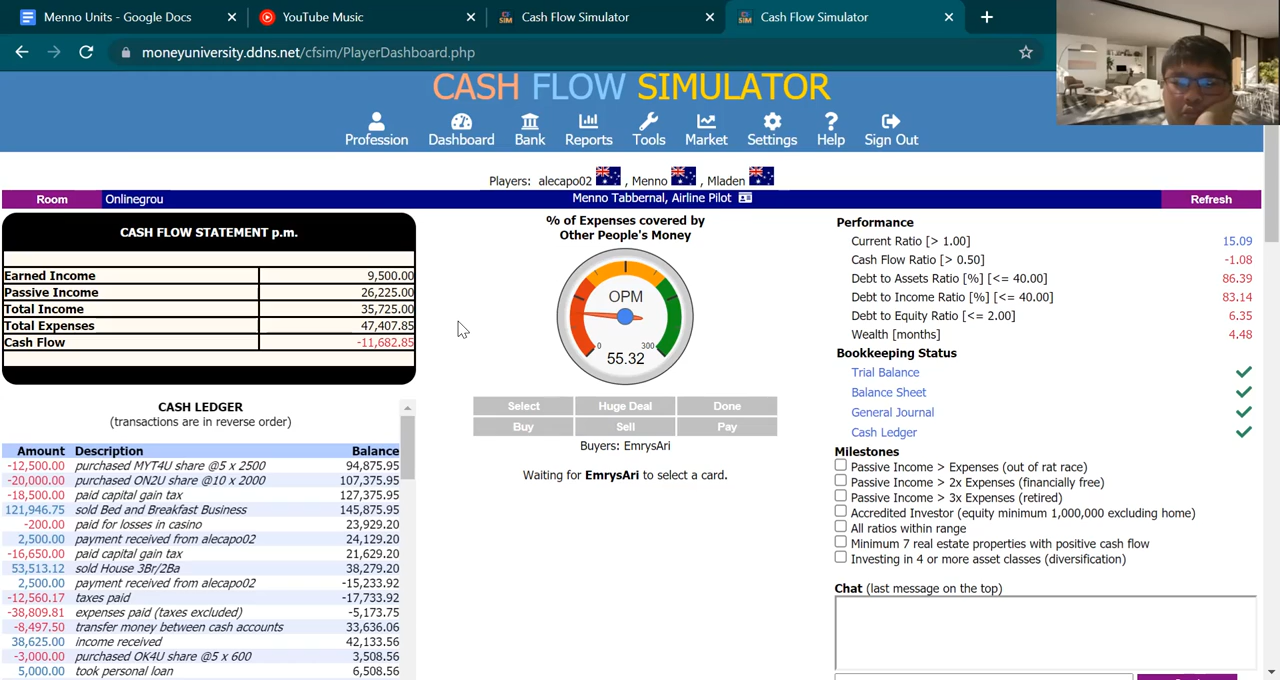 Menno Units - Google Docs
YouTube Music
Cash Flow Simulator
Cash Flow Simulator
moneyuniversity.ddns.net/cfsim/PlayerDashboard.php
CASH FLOW SIMULATOR
Profession Dashboard Bank Reports Tools Market Settings Help Sign Out
Players: alecapo02 , Menno , Mladen
Room Onlinegrou Menno Tabbernal, Airline Pilot Refresh
CASH FLOW STATEMENT p.m.
Earned Income 9,500.00
Passive Income 26,225.00
Total Income 35,725.00
Total Expenses 47,407.85
Cash Flow -11,682.85
CASH LEDGER
(transactions are in reverse order)
Amount Description Balance
-12,500.00 purchased MYT4U share @5 x 2500 94,875.95
-20,000.00 purchased ON2U share @10 x 2000 107,375.95
-18,500.00 paid capital gain tax 127,375.95
121,946.75 sold Bed and Breakfast Business 145,875.95
-200.00 paid for losses in casino 23,929.20
2,500.00 payment received from alecapo02 24,129.20
-16,650.00 paid capital gain tax 21,629.20
53,513.12 sold House 3Br/2Ba 38,279.20
2,500.00 payment received from alecapo02 -15,233.92
-12,560.17 taxes paid -17,733.92
-38,809.81 expenses paid (taxes excluded) -5,173.75
-8,497.50 transfer money between cash accounts 33,636.06
38,625.00 income received 42,133.56
-3,000.00 purchased OK4U share @5 x 600 3,508.56
5,000.00 took personal loan 6,508.56
% of Expenses covered by
Other People's Money
OPM
0 300
55.32
Select Huge Deal Done
Buy Sell Pay
Buyers: EmrysAri
Waiting for EmrysAri to select a card.
Performance
Current Ratio [> 1.00] 15.09
Cash Flow Ratio [> 0.50] -1.08
Debt to Assets Ratio [%] [<= 40.00] 86.39
Debt to Income Ratio [%] [<= 40.00] 83.14
Debt to Equity Ratio [<= 2.00] 6.35
Wealth [months] 4.48
Bookkeeping Status
Trial Balance
Balance Sheet
General Journal
Cash Ledger
Milestones
Passive Income > Expenses (out of rat race)
Passive Income > 2x Expenses (financially free)
Passive Income > 3x Expenses (retired)
Accredited Investor (equity minimum 1,000,000 excluding home)
All ratios within range
Minimum 7 real estate properties with positive cash flow
Investing in 4 or more asset classes (diversification)
Chat (last message on the top)